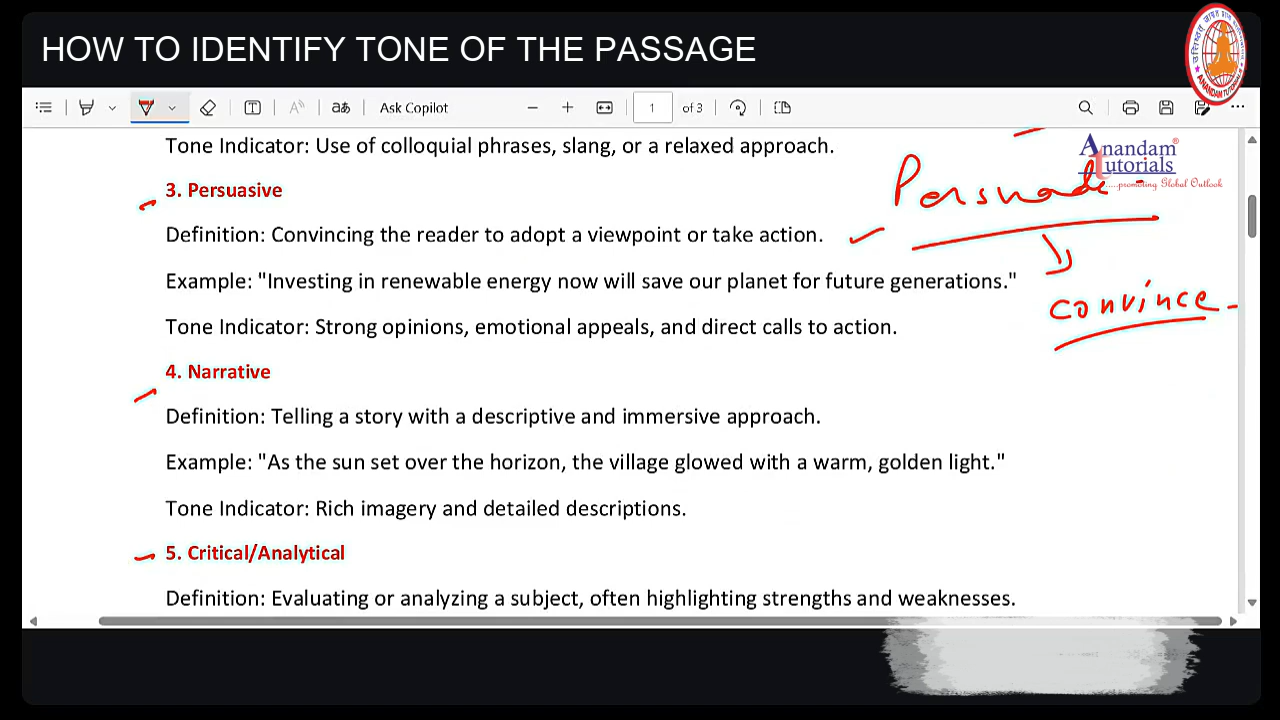 HOW TO IDENTIFY TONE OF THE PASSAGE
Ask Copilot
1 of 3
Tone Indicator: Use of colloquial phrases, slang, or a relaxed approach.
Anandam
tutorials
.....promoting Global Outlook
3. Persuasive
Persuade
Definition: Convincing the reader to adopt a viewpoint or take action.
Example: "Investing in renewable energy now will save our planet for future generations."
convince
Tone Indicator: Strong opinions, emotional appeals, and direct calls to action.
4. Narrative
Definition: Telling a story with a descriptive and immersive approach.
Example: "As the sun set over the horizon, the village glowed with a warm, golden light."
Tone Indicator: Rich imagery and detailed descriptions.
5. Critical/Analytical
Definition: Evaluating or analyzing a subject, often highlighting strengths and weaknesses.